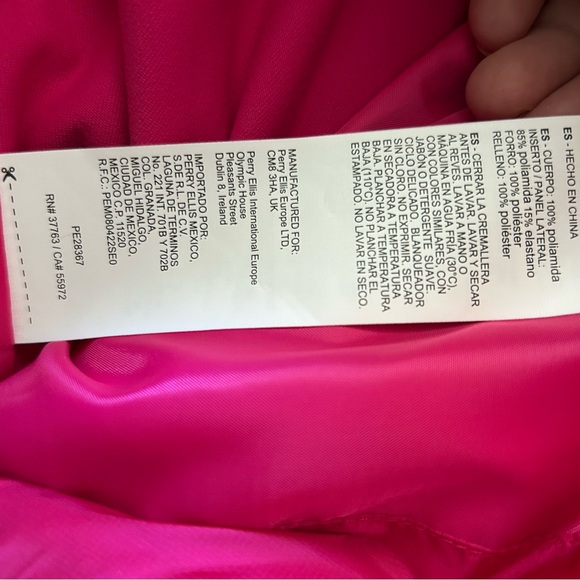 ES - HECHO EN CHINA
ES - CUERPO: 100% poliamida
INSERTO / PANEL LATERAL:
85% poliamida 15% elastano
FORRO: 100% poliéster
RELLENO: 100% poliéster
ES - CERRAR LA CREMALLERA
ANTES DE LAVAR, LAVAR Y SECAR
AL REVES. LAVAR A MANO O
MAQUINA EN AGUA FRÍA (30°C),
CON COLORES SIMILARES, CON
JABÓN O DETERGENTE SUAVE.
CICLO DELICADO, BLANQUEADOR
SIN CLORO, NO EXPRIMIR. SECAR
EN SECADORA A TEMPERATURA
BAJA. PLANCHAR A TEMPERATURA
BAJA (110°C). NO PLANCHAR EL
ESTAMPADO. NO LAVAR EN SECO.
MANUFACTURED FOR:
Perry Ellis Europe LTD,
CM8 3HA, UK
Perry Ellis International Europe
Olympic House
Pleasants Street
Dublin 8, Ireland
IMPORTADO POR:
PERRY ELLIS MEXICO,
S.DE R.L. DE C.V.
LAGUNA DE TERMINOS
No.221 INT 701B Y 702B
COL. GRANADA,
MIGUEL HIDALGO,
CIUDAD DE MEXICO,
MEXICO C.P. 11520
R.F.C.: PEM0804223E0
PE28367
RN# 37763 / CA# 55972